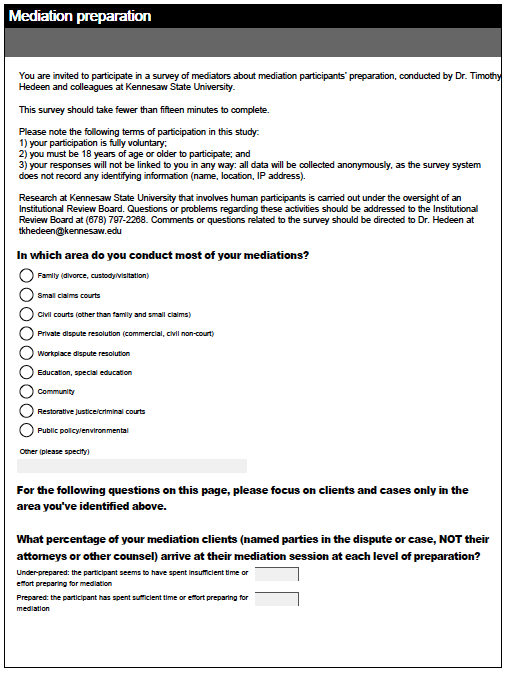 Mediation preparation
You are invited to participate in a survey of mediators about mediation participants' preparation, conducted by Dr. Timothy
Hedeen and colleagues at Kennesaw State University.
This survey should take fewer than fifteen minutes to complete.
Please note the following terms of participation in this study:
1) your participation is fully voluntary;
2) you must be 18 years of age or older to participate; and
3) your responses will not be linked to you in any way: all data will be collected anonymously, as the survey system
does not record any identifying information (name, location, IP address).
Research at Kennesaw State University that involves human participants is carried out under the oversight of an
Institutional Review Board. Questions or problems regarding these activities should be addressed to the Institutional
Review Board at (678) 797-2268. Comments or questions related to the survey should be directed to Dr. Hedeen at
tkhedeen@kennesaw.edu
In which area do you conduct most of your mediations?
Family (divorce, custody/visitation)
Small claims courts
Civil courts (other than family and small claims)
Private dispute resolution (commercial, civil non-court)
Workplace dispute resolution
Education, special education
Community
Restorative justice/criminal courts
Public policy/environmental
Other (please specify)
For the following questions on this page, please focus on clients and cases only in the
area you've identified above.
What percentage of your mediation clients (named parties in the dispute or case, NOT their
attorneys or other counsel) arrive at their mediation session at each level of preparation?
Under-prepared: the participant seems to have spent insufficient time or
effort preparing for mediation
Prepared: the participant has spent sufficient time or effort preparing for
mediation